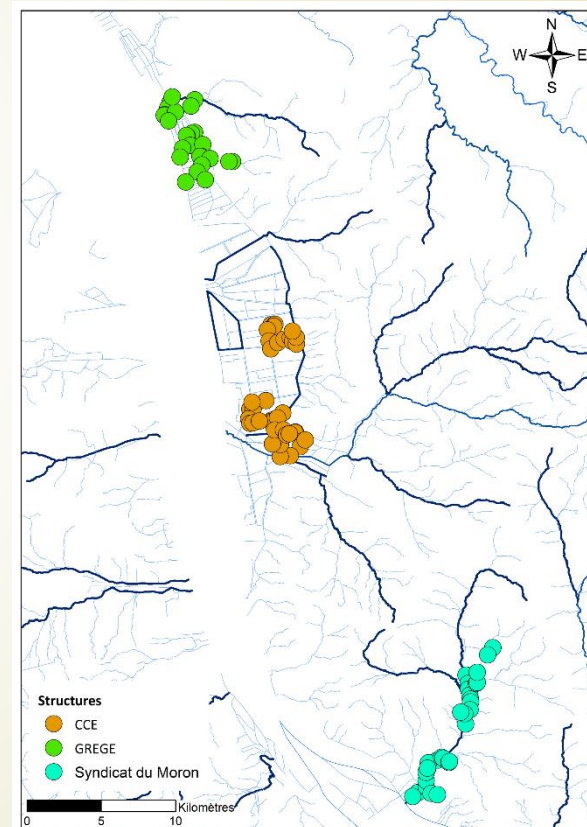 N
W E
S
Structures
CCE
GREGE
Syndicat du Moron
Kilomètres
0 5 10